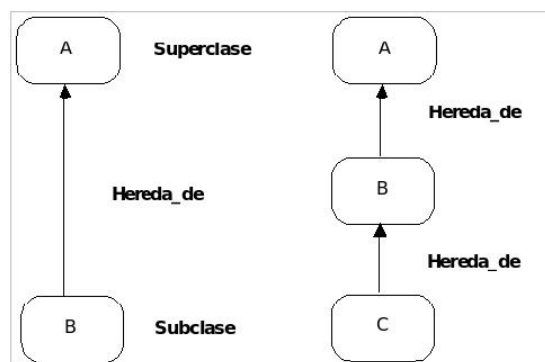 A Superclase
Hereda_de
B Subclase
A
Hereda_de
B
Hereda_de
C